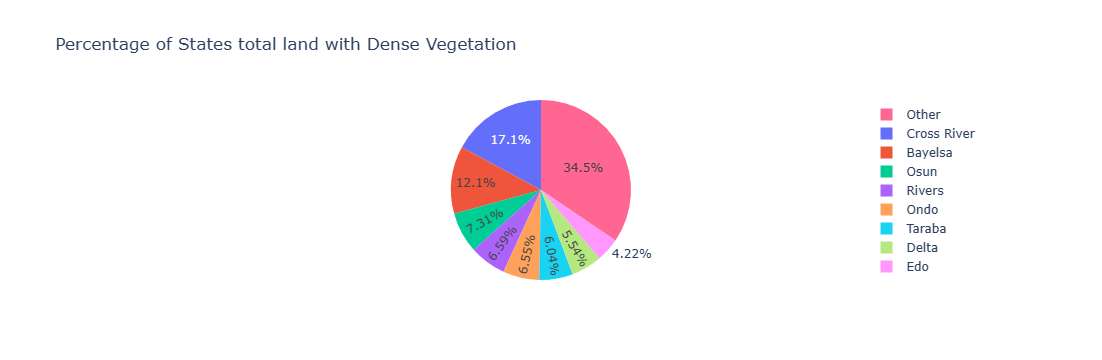 Percentage of States total land with Dense Vegetation
17.1%
34.5%
12.1%
7.31%
6.59%
6.55%
6.04%
5.54%
4.22%
Other
Cross River
Bayelsa
Osun
Rivers
Ondo
Taraba
Delta
Edo